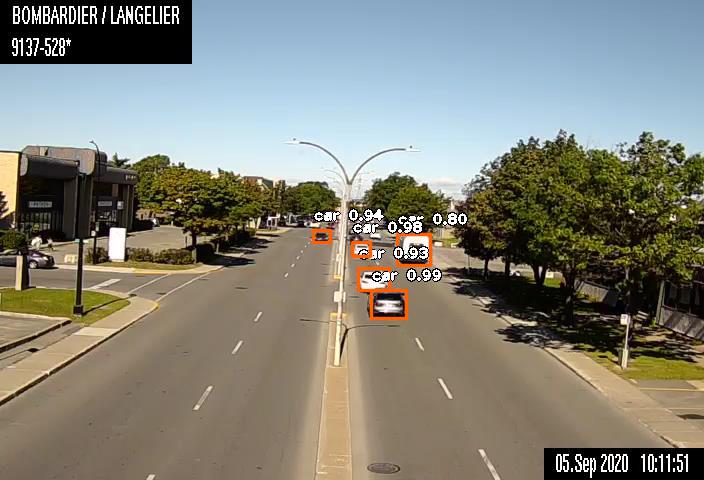 BOMBARDIER / LANGELIER
9137-528*
car 0.94
car 0.80
car 0.98
car 0.93
car 0.99
05.Sep 2020 10:11:51